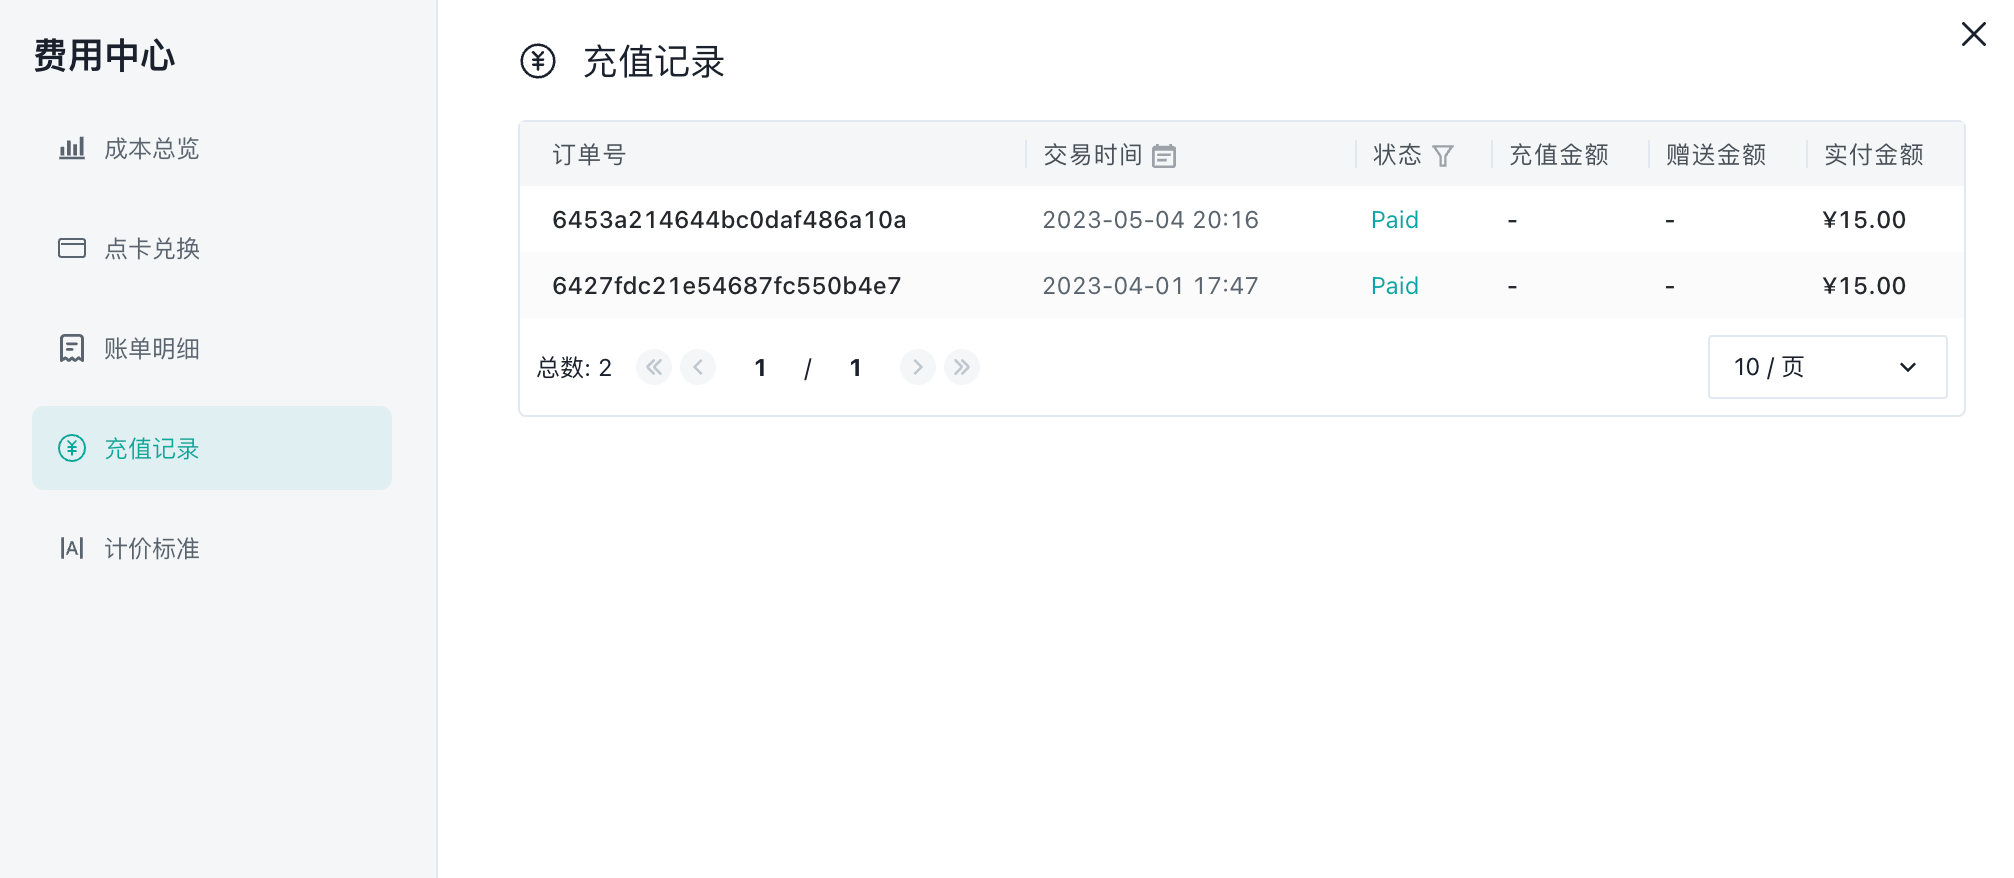 费用中心
成本总览
点卡兑换
账单明细
充值记录
计价标准
充值记录
订单号 交易时间 状态 充值金额 赠送金额 实付金额
6453a214644bc0daf486a10a 2023-05-04 20:16 Paid - - ¥15.00
6427fdc21e54687fc550b4e7 2023-04-01 17:47 Paid - - ¥15.00
总数: 2 1 / 1 10 / 页